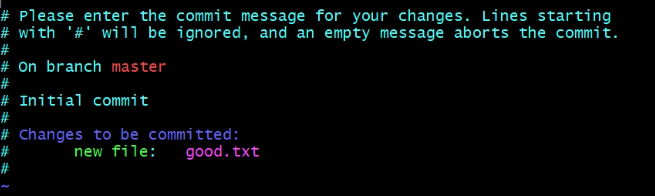 # Please enter the commit message for your changes. Lines starting
# with '#' will be ignored, and an empty message aborts the commit.
#
# On branch master
#
# Initial commit
#
# Changes to be committed:
#       new file:   good.txt
#
~